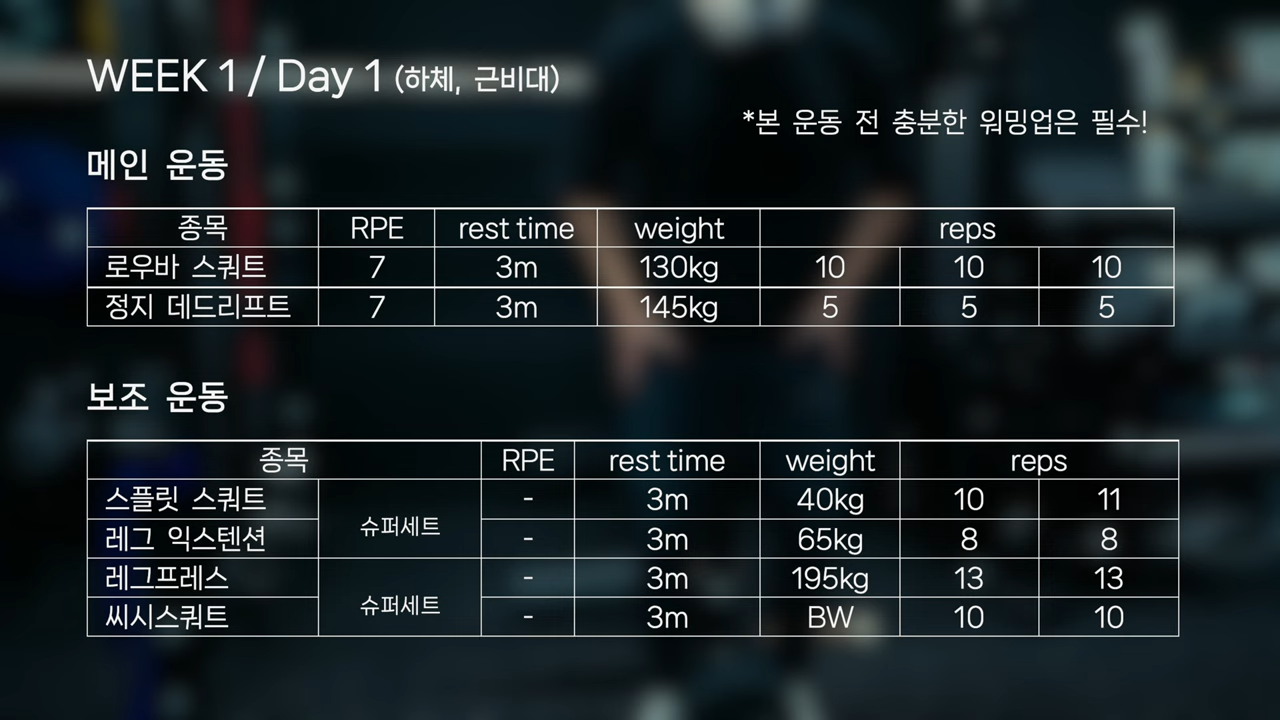 WEEK 1 / Day 1 (하체, 근비대)
*본 운동 전 충분한 워밍업은 필수!
메인 운동
종목 RPE rest time weight reps
로우바 스쿼트 7 3m 130kg 10 10 10
정지 데드리프트 7 3m 145kg 5 5 5
보조 운동
종목 RPE rest time weight reps
스플릿 스쿼트 슈퍼세트 - 3m 40kg 10 11
레그 익스텐션 - 3m 65kg 8 8
레그프레스 슈퍼세트 - 3m 195kg 13 13
씨시스쿼트 - 3m BW 10 10